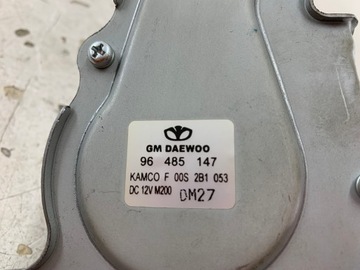 GM DAEWOO
96 485 147
KAMCO F 00S 2B1 053
DC 12V M200 DM27